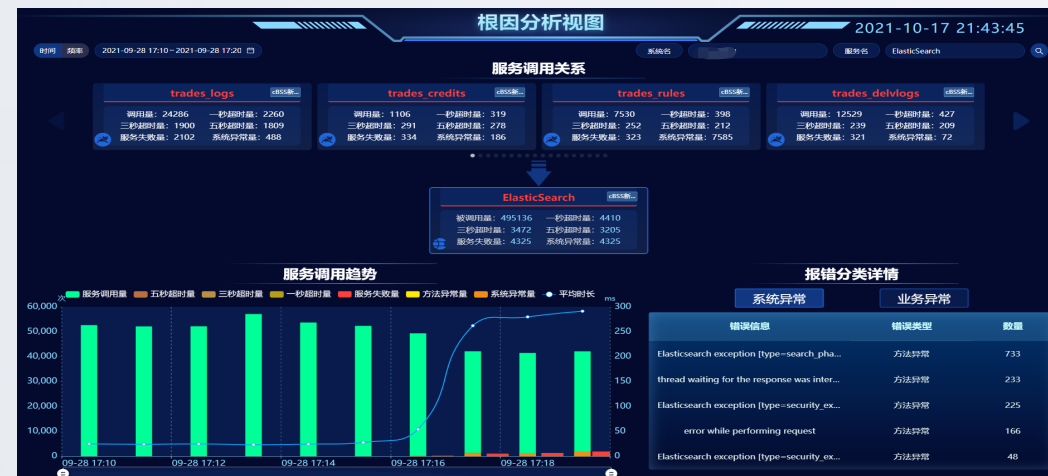 根因分析视图
2021-10-17 21:43:45
时间 频率 2021-09-28 17:10~2021-09-28 17:20 系统名 服务名 ElasticSearch
服务调用关系
trades_logs cBSS新...
调用量: 24286 一秒超时量: 2260
三秒超时量: 1900 五秒超时量: 1809
服务失败量: 2102 系统异常量: 488
trades_credits cBSS新...
调用量: 1106 一秒超时量: 319
三秒超时量: 291 五秒超时量: 278
服务失败量: 334 系统异常量: 186
trades_rules cBSS新...
调用量: 7530 一秒超时量: 398
三秒超时量: 252 五秒超时量: 212
服务失败量: 323 系统异常量: 7585
trades_delvlogs cBSS新...
调用量: 12529 一秒超时量: 427
三秒超时量: 239 五秒超时量: 209
服务失败量: 321 系统异常量: 72
ElasticSearch cBSS新...
被调用量: 495136 一秒超时量: 4410
三秒超时量: 3472 五秒超时量: 3205
服务失败量: 4325 系统异常量: 4325
服务调用趋势
次 服务调用量 五秒超时量 三秒超时量 一秒超时量 服务失败量 方法异常量 系统异常量 平均时长 ms
60,000 300
50,000 250
40,000 200
30,000 150
20,000 100
10,000 50
0 0
09-28 17:10 09-28 17:12 09-28 17:14 09-28 17:16 09-28 17:18
报错分类详情
系统异常 业务异常
错误信息 错误类型 数量
Elasticsearch exception [type=search_pha... 方法异常 733
thread waiting for the response was inter... 方法异常 233
Elasticsearch exception [type=security_ex... 方法异常 225
error while performing request 方法异常 166
Elasticsearch exception [type=security_ex... 方法异常 48